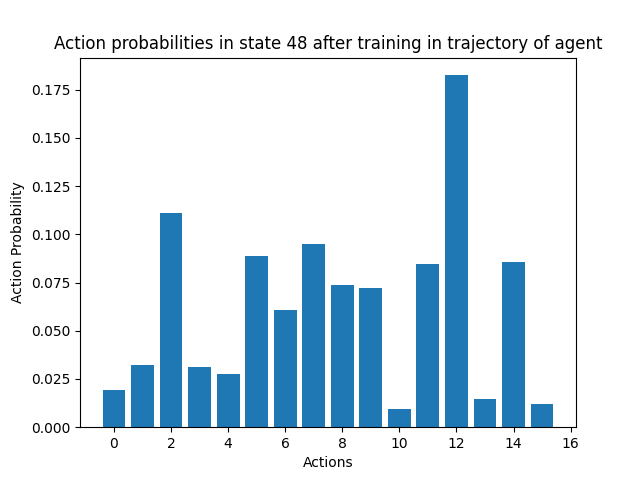 Action probabilities in state 48 after training in trajectory of agent
0.175
0.150
0.125
0.100
0.075
0.050
0.025
0.000
Action Probability
0 2 4 6 8 10 12 14 16
Actions